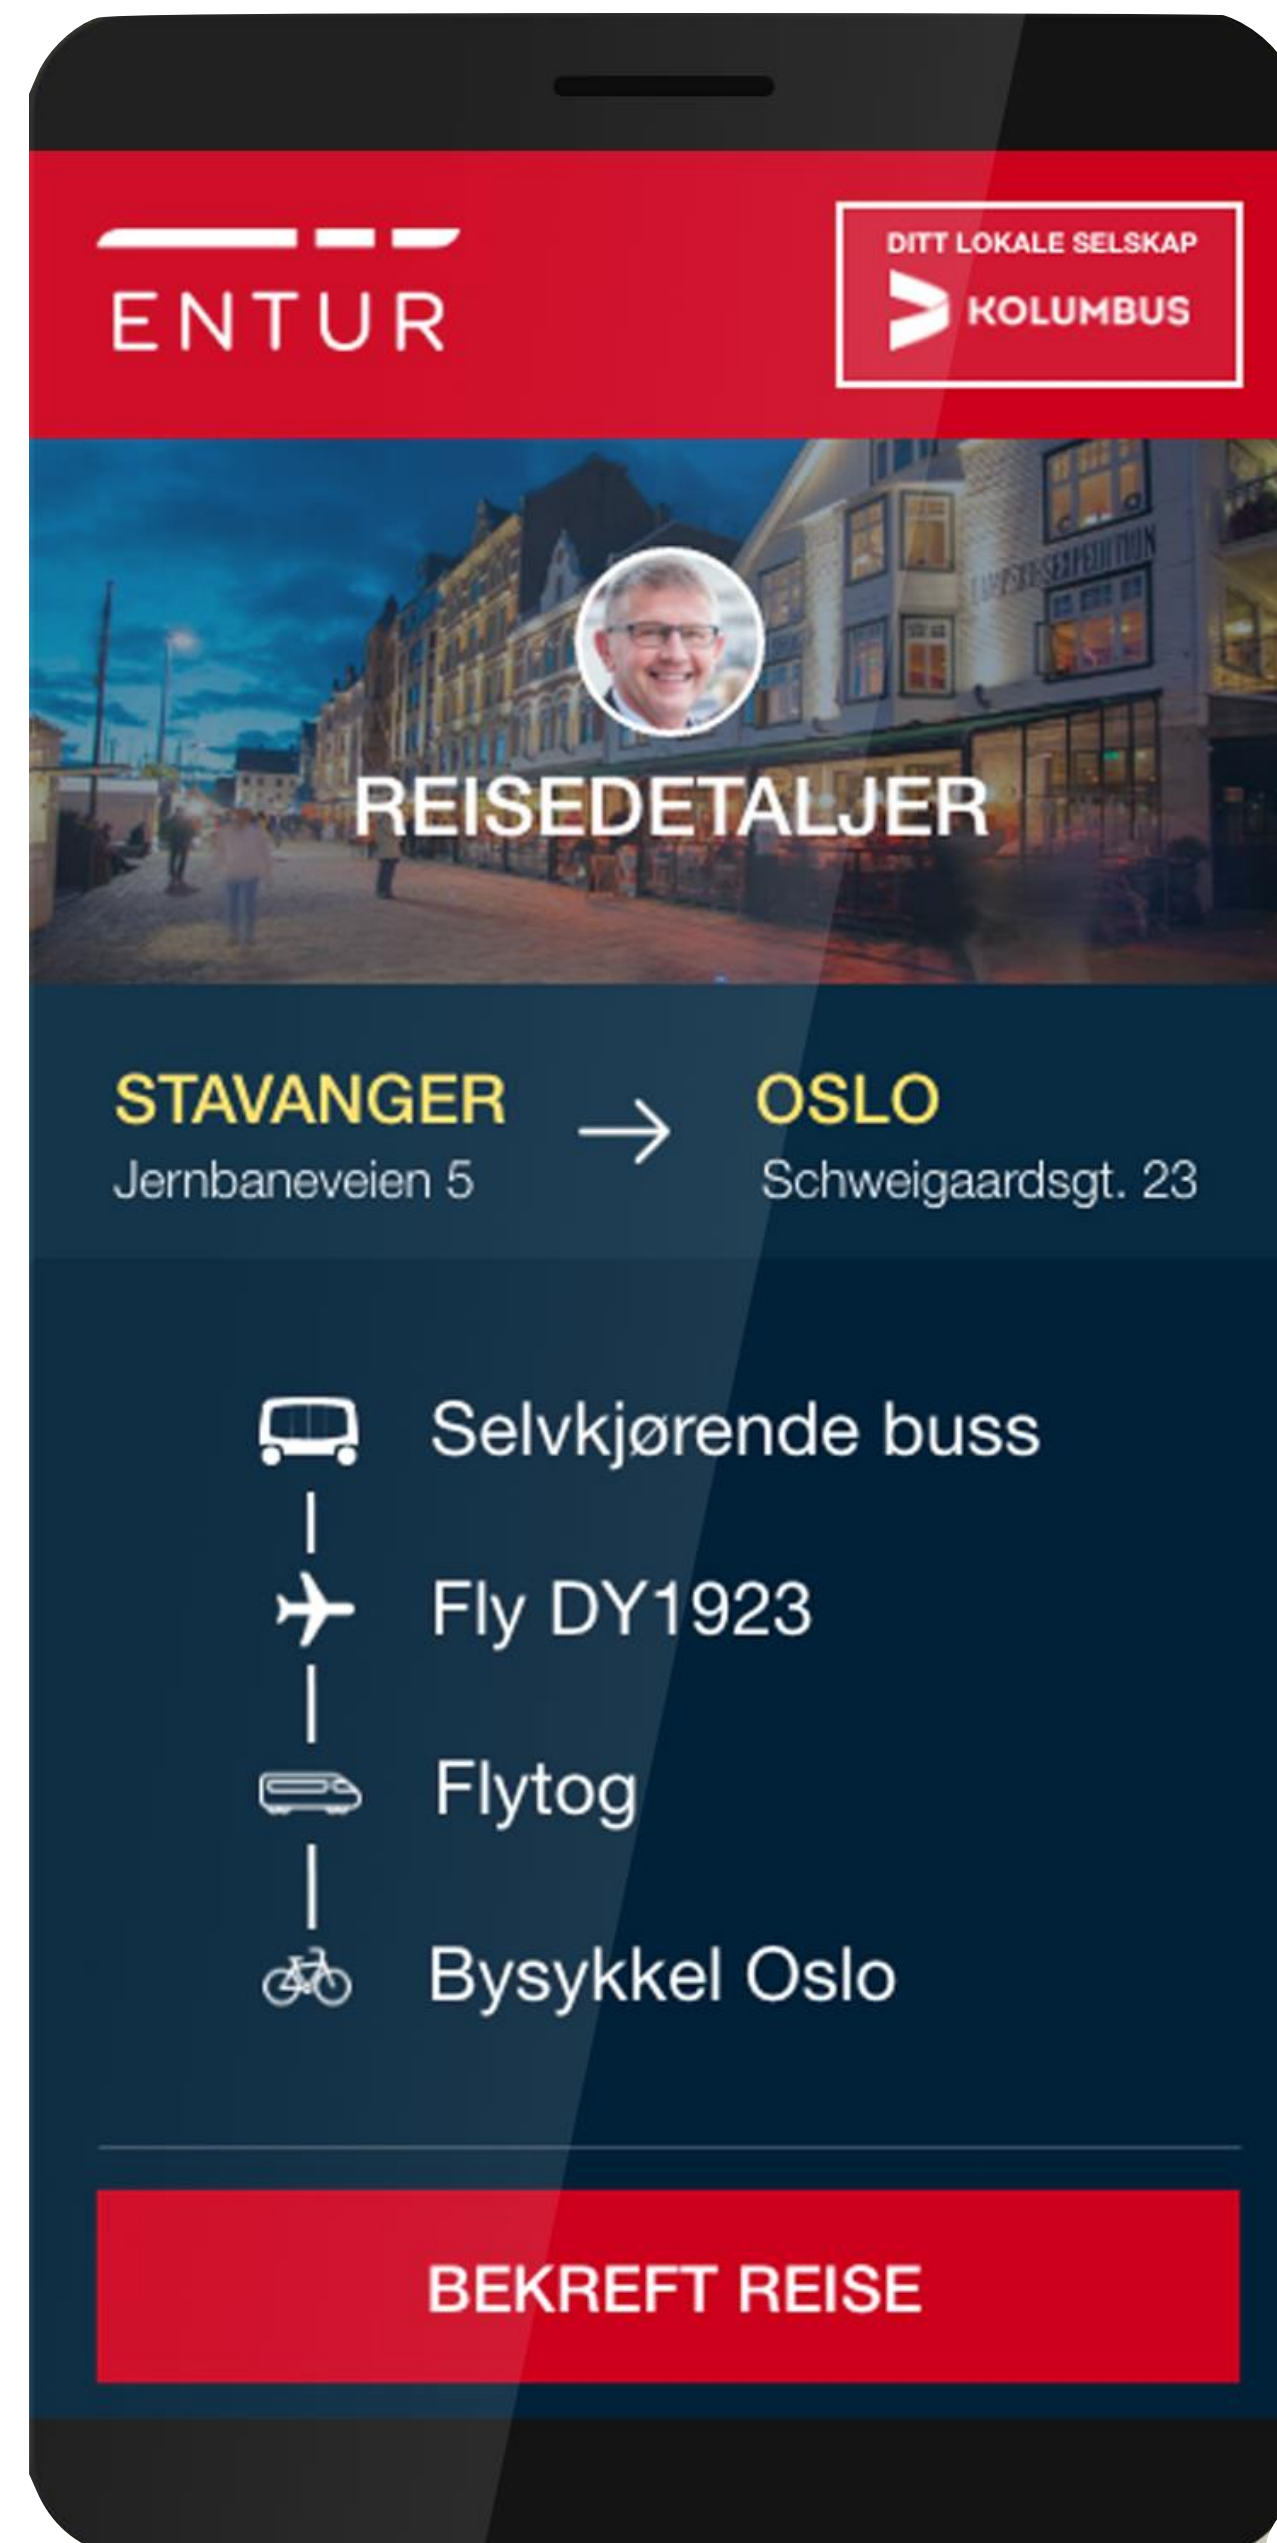 ENTUR
DITT LOKALE SELSKAP
KOLUMBUS
REISEDETALJER
STAVANGER
Jernbaneveien 5
OSLO
Schweigaardsgt. 23
Selvkjørende buss
Fly DY1923
Flytog
Bysykkel Oslo
BEKREFT REISE